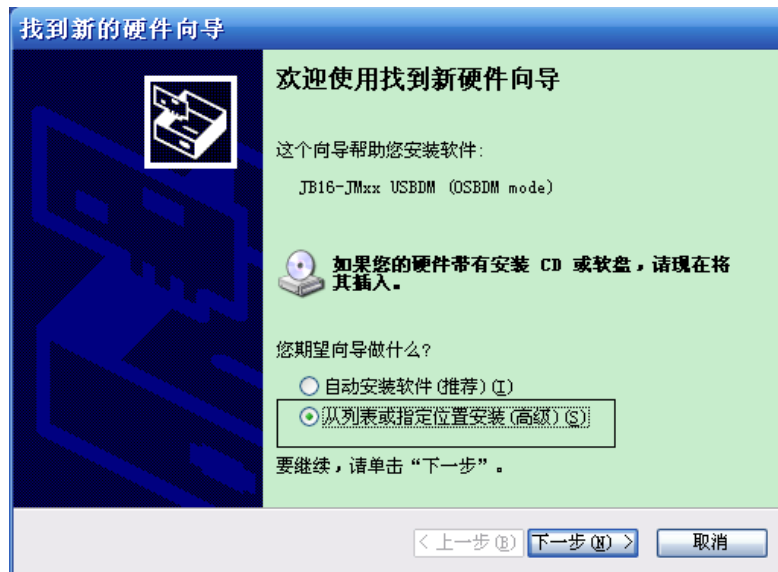 找到新的硬件向导
欢迎使用找到新硬件向导
这个向导帮助您安装软件:
JB16-JMxx USBDM (OSBDM mode)
如果您的硬件带有安装 CD 或软盘，请现在将
其插入。
您期望向导做什么?
自动安装软件(推荐)(I)
从列表或指定位置安装(高级)(S)
要继续，请单击“下一步”。
< 上一步(B) 下一步(N) > 取消